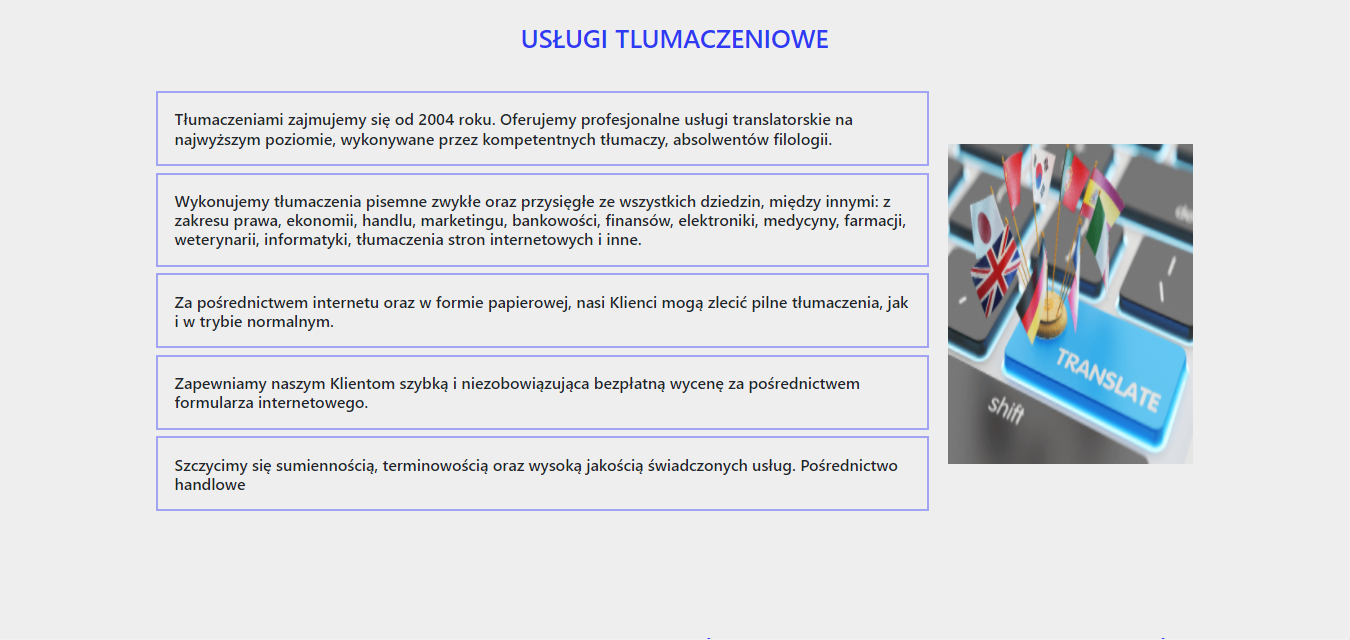 USŁUGI TLUMACZENIOWE
Tłumaczeniami zajmujemy się od 2004 roku. Oferujemy profesjonalne usługi translatorskie na
najwyższym poziomie, wykonywane przez kompetentnych tłumaczy, absolwentów filologii.
Wykonujemy tłumaczenia pisemne zwykłe oraz przysięgłe ze wszystkich dziedzin, między innymi: z
zakresu prawa, ekonomii, handlu, marketingu, bankowości, finansów, elektroniki, medycyny, farmacji,
weterynarii, informatyki, tłumaczenia stron internetowych i inne.
Za pośrednictwem internetu oraz w formie papierowej, nasi Klienci mogą zlecić pilne tłumaczenia, jak
i w trybie normalnym.
Zapewniamy naszym Klientom szybką i niezobowiązująca bezpłatną wycenę za pośrednictwem
formularza internetowego.
Szczycimy się sumiennością, terminowością oraz wysoką jakością świadczonych usług. Pośrednictwo
handlowe
TRANSLATE
shift